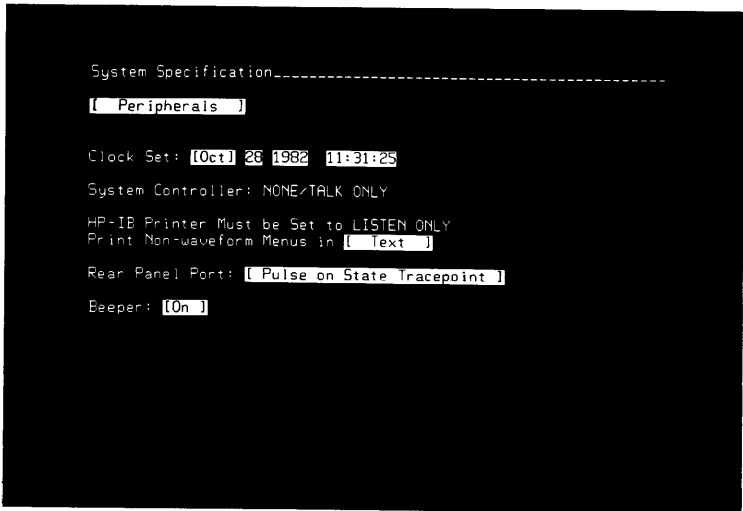 System Specification___________________________________________
[ Peripherals ]
Clock Set: [Oct] 28 1982 11:31:25
System Controller: NONE/TALK ONLY
HP-IB Printer Must be Set to LISTEN ONLY
Print Non-waveform Menus in [ Text ]
Rear Panel Port: [ Pulse on State Tracepoint ]
Beeper: [On ]